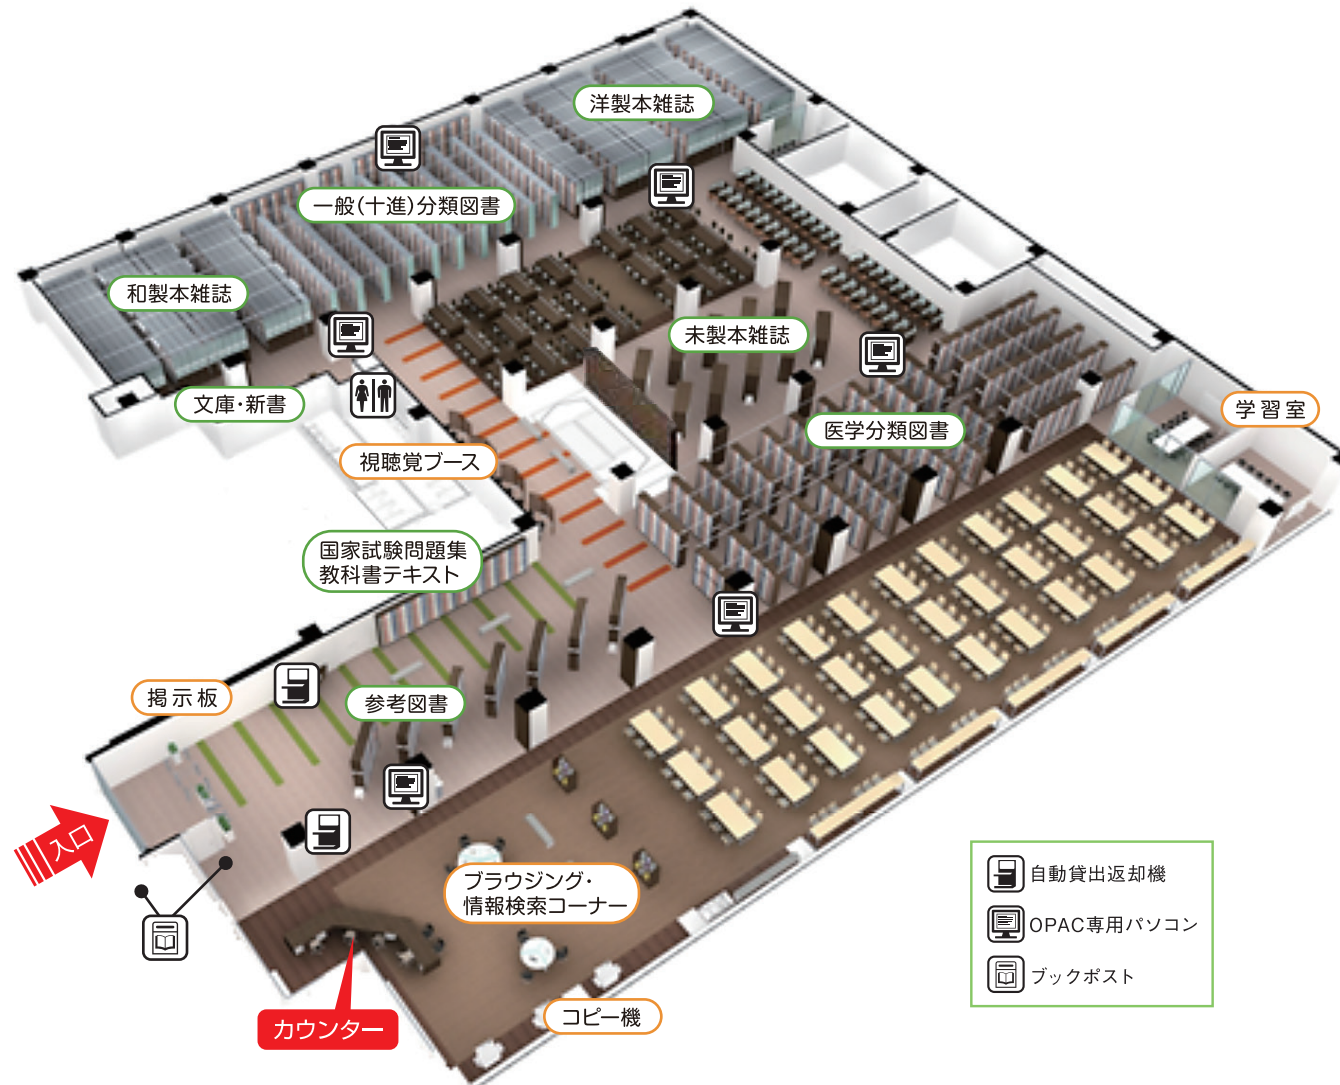 洋製本雑誌
一般(十進)分類図書
和製本雑誌
未製本雑誌
文庫・新書
学習室
医学分類図書
視聴覚ブース
国家試験問題集
教科書テキスト
掲示板
参考図書
入口
ブラウジング・
情報検索コーナー
カウンター
コピー機
自動貸出返却機
OPAC専用パソコン
ブックポスト